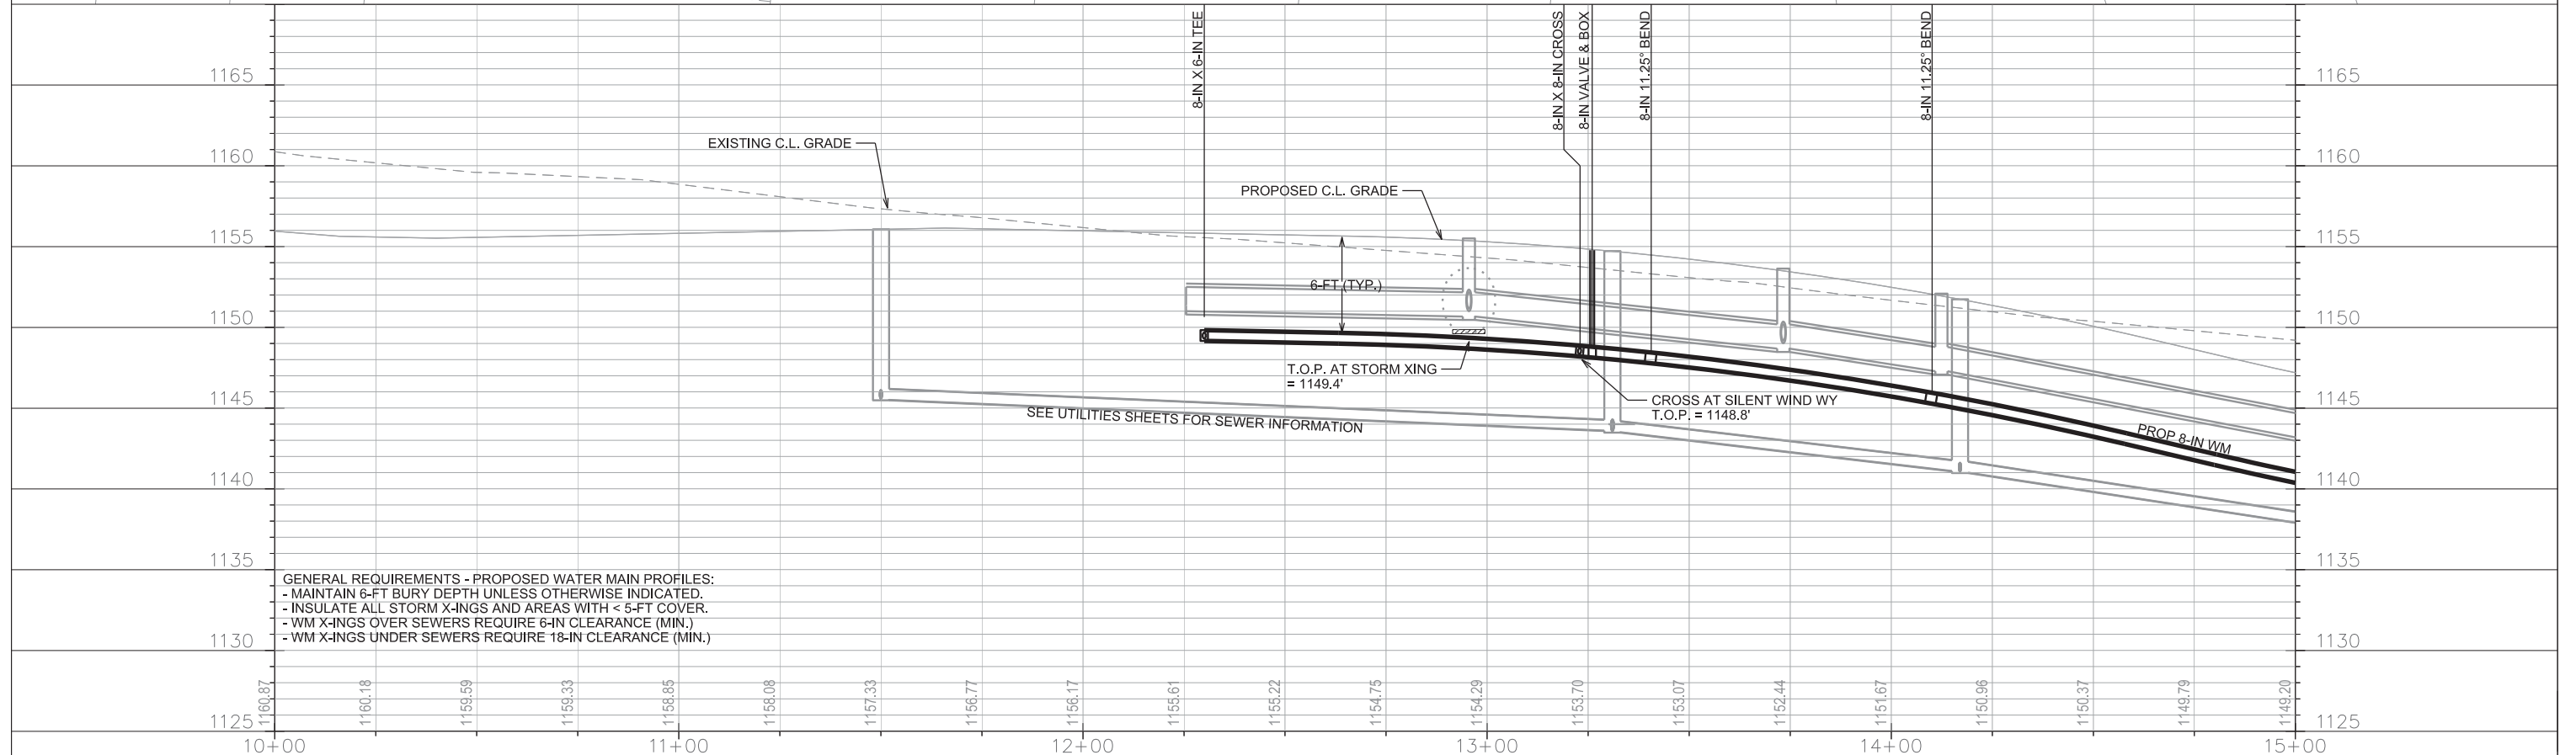 8-IN X 6-IN TEE
8-IN X 8-IN CROSS
8-IN VALVE & BOX
8-IN 11.25° BEND
8-IN 11.25° BEND
1165
1165
EXISTING C.L. GRADE
1160
1160
PROPOSED C.L. GRADE
1155
1155
6-FT (TYP.)
1150
1150
T.O.P. AT STORM XING
= 1149.4'
CROSS AT SILENT WIND WY
T.O.P. = 1148.8'
1145
1145
SEE UTILITIES SHEETS FOR SEWER INFORMATION
PROP 8-IN WM
1140
1140
1135
1135
GENERAL REQUIREMENTS - PROPOSED WATER MAIN PROFILES:
- MAINTAIN 6-FT BURY DEPTH UNLESS OTHERWISE INDICATED.
- INSULATE ALL STORM X-INGS AND AREAS WITH < 5-FT COVER.
- WM X-INGS OVER SEWERS REQUIRE 6-IN CLEARANCE (MIN.)
- WM X-INGS UNDER SEWERS REQUIRE 18-IN CLEARANCE (MIN.)
1130
1130
1160.87
1160.18
1159.59
1159.33
1158.85
1158.08
1157.33
1156.77
1156.17
1155.61
1155.22
1154.75
1154.29
1153.70
1153.07
1152.44
1151.67
1150.96
1150.37
1149.79
1149.20
1125
1125
10+00
11+00
12+00
13+00
14+00
15+00